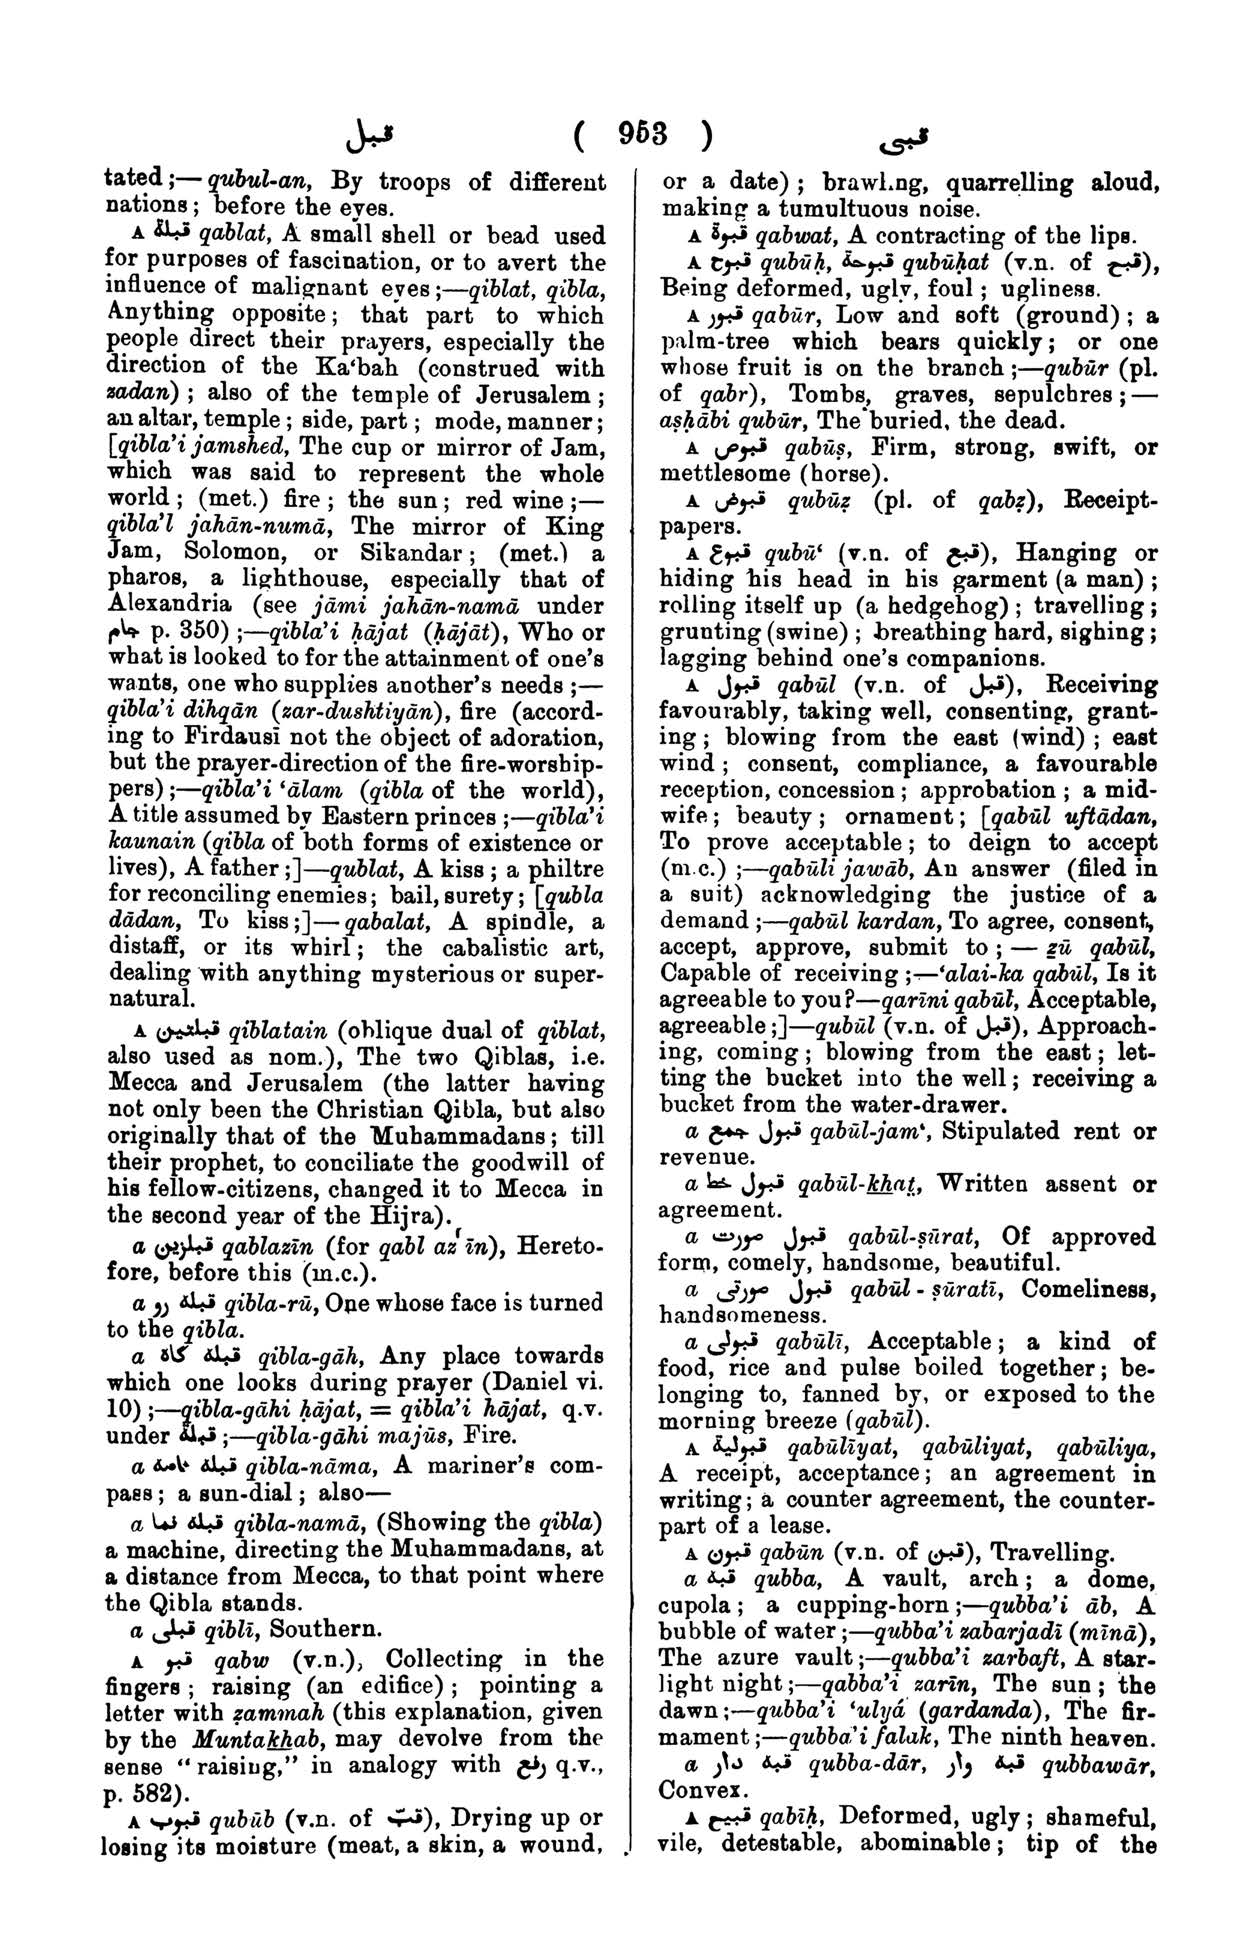 قبل ( 953 ) قبى
tated ;— qubul-an, By troops of different
nations ; before the eyes.
A قبلة qablat, A small shell or bead used
for purposes of fascination, or to avert the
influence of malignant eyes ;—qiblat, qibla,
Anything opposite ; that part to which
people direct their prayers, especially the
direction of the Ka‘bah (construed with
zadan) ; also of the temple of Jerusalem ;
an altar, temple ; side, part ; mode, manner ;
[qibla’i jamshed, The cup or mirror of Jam,
which was said to represent the whole
world ; (met.) fire ; the sun ; red wine ;—
qibla’l jahān-numā, The mirror of King
Jam, Solomon, or Sikandar ; (met.) a
pharos, a lighthouse, especially that of
Alexandria (see jāmi jahān-namā under
جام p. 350) ;—qibla’i ḥājat (ḥājāt), Who or
what is looked to for the attainment of one’s
wants, one who supplies another’s needs ;—
qibla’i dihqān (zar-dushtiyān), fire (accord-
ing to Firdausī not the object of adoration,
but the prayer-direction of the fire-worship-
pers) ;—qibla’i ‘ālam (qibla of the world),
A title assumed by Eastern princes ;—qibla’i
kaunain (qibla of both forms of existence or
lives), A father ;]—qublat, A kiss ; a philtre
for reconciling enemies ; bail, surety ; [qubla
dādan, To kiss ;]—qabalat, A spindle, a
distaff, or its whirl ; the cabalistic art,
dealing with anything mysterious or super-
natural.
A قبلتين qiblatain (oblique dual of qiblat,
also used as nom.), The two Qiblas, i.e.
Mecca and Jerusalem (the latter having
not only been the Christian Qibla, but also
originally that of the Muhammadans ; till
their prophet, to conciliate the goodwill of
his fellow-citizens, changed it to Mecca in
the second year of the Hijra).
a قبلزين qablazīn (for qabl az īn), Hereto-
fore, before this (m.c.).
a قبله رو qibla-rū, One whose face is turned
to the qibla.
a قبله گاه qibla-gāh, Any place towards
which one looks during prayer (Daniel vi.
10) ;—qibla-gāhi ḥājat, = qibla’i hājat, q.v.
under قبلة ;—qibla-gāhi majūs, Fire.
a قبله نامه qibla-nāma, A mariner’s com-
pass ; a sun-dial ; also—
a قبله نما qibla-namā, (Showing the qibla)
a machine, directing the Muhammadans, at
a distance from Mecca, to that point where
the Qibla stands.
a قبلى qiblī, Southern.
A قبو qabw (v.n.), Collecting in the
fingers ; raising (an edifice) ; pointing a
letter with ẓammah (this explanation, given
by the Muntakhab, may devolve from the
sense “ raising,” in analogy with رفع q.v.,
p. 582).
A قبوب qubūb (v.n. of قبّ), Drying up or
losing its moisture (meat, a skin, a wound,
or a date) ; brawling, quarrelling aloud,
making a tumultuous noise.
A قبوة qabwat, A contracting of the lips.
A قبوح qubūḥ, قبوحة qubūḥat (v.n. of قبح),
Being deformed, ugly, foul ; ugliness.
A قبور qabūr, Low and soft (ground) ; a
palm-tree which bears quickly ; or one
whose fruit is on the branch ;—qubūr (pl.
of qabr), Tombs, graves, sepulchres ;—
aṣḥābi qubūr, The buried, the dead.
A قبوص qabūṣ, Firm, strong, swift, or
mettlesome (horse).
A قبوض qubūẓ (pl. of qabẓ), Receipt-
papers.
A قبوع qubū‘ (v.n. of قبع), Hanging or
hiding his head in his garment (a man) ;
rolling itself up (a hedgehog) ; travelling ;
grunting (swine) ; breathing hard, sighing ;
lagging behind one’s companions.
A قبول qabūl (v.n. of قبل), Receiving
favourably, taking well, consenting, grant-
ing ; blowing from the east (wind) ; east
wind ; consent, compliance, a favourable
reception, concession ; approbation ; a mid-
wife ; beauty ; ornament ; [qabūl uftādan,
To prove acceptable ; to deign to accept
(m.c.) ;—qabūli jawāb, An answer (filed in
a suit) acknowledging the justice of a
demand ;—qabūl kardan, To agree, consent,
accept, approve, submit to ; — ẕū qabūl,
Capable of receiving ;—‘alai-ka qabūl, Is it
agreeable to you?—qarīni qabūl, Acceptable,
agreeable ;]—qubūl (v.n. of قبل), Approach-
ing, coming ; blowing from the east ; let-
ting the bucket into the well ; receiving a
bucket from the water-drawer.
a قبول جمع qabūl-jam‘, Stipulated rent or
revenue.
a قبول خط qabūl-khaṭ, Written assent or
agreement.
a قبول صورت qabūl-ṣūrat, Of approved
form, comely, handsome, beautiful.
a قبول صورتى qabūl - ṣūratī, Comeliness,
handsomeness.
a قبولى qabūlī, Acceptable ; a kind of
food, rice and pulse boiled together ; be-
longing to, fanned by, or exposed to the
morning breeze (qabūl).
A قبولية qabūlīyat, qabūliyat, qabūliya,
A receipt, acceptance ; an agreement in
writing ; a counter agreement, the counter-
part of a lease.
A قبون qabūn (v.n. of قبن), Travelling.
a قبه qubba, A vault, arch ; a dome,
cupola ; a cupping-horn ;—qubba’i āb, A
bubble of water ;—qubba’i zabarjadī (mīnā),
The azure vault ;—qubba’i zarbaft, A star-
light night ;—qabba’i zarīn, The sun ; the
dawn ;—qubba’i ‘ulyá (gardanda), The fir-
mament ;—qubba’i faluk, The ninth heaven.
a قبه دار qubba-dār, قبه وار qubbawār,
Convex.
A قبيح qabīḥ, Deformed, ugly ; shameful,
vile, detestable, abominable ; tip of the